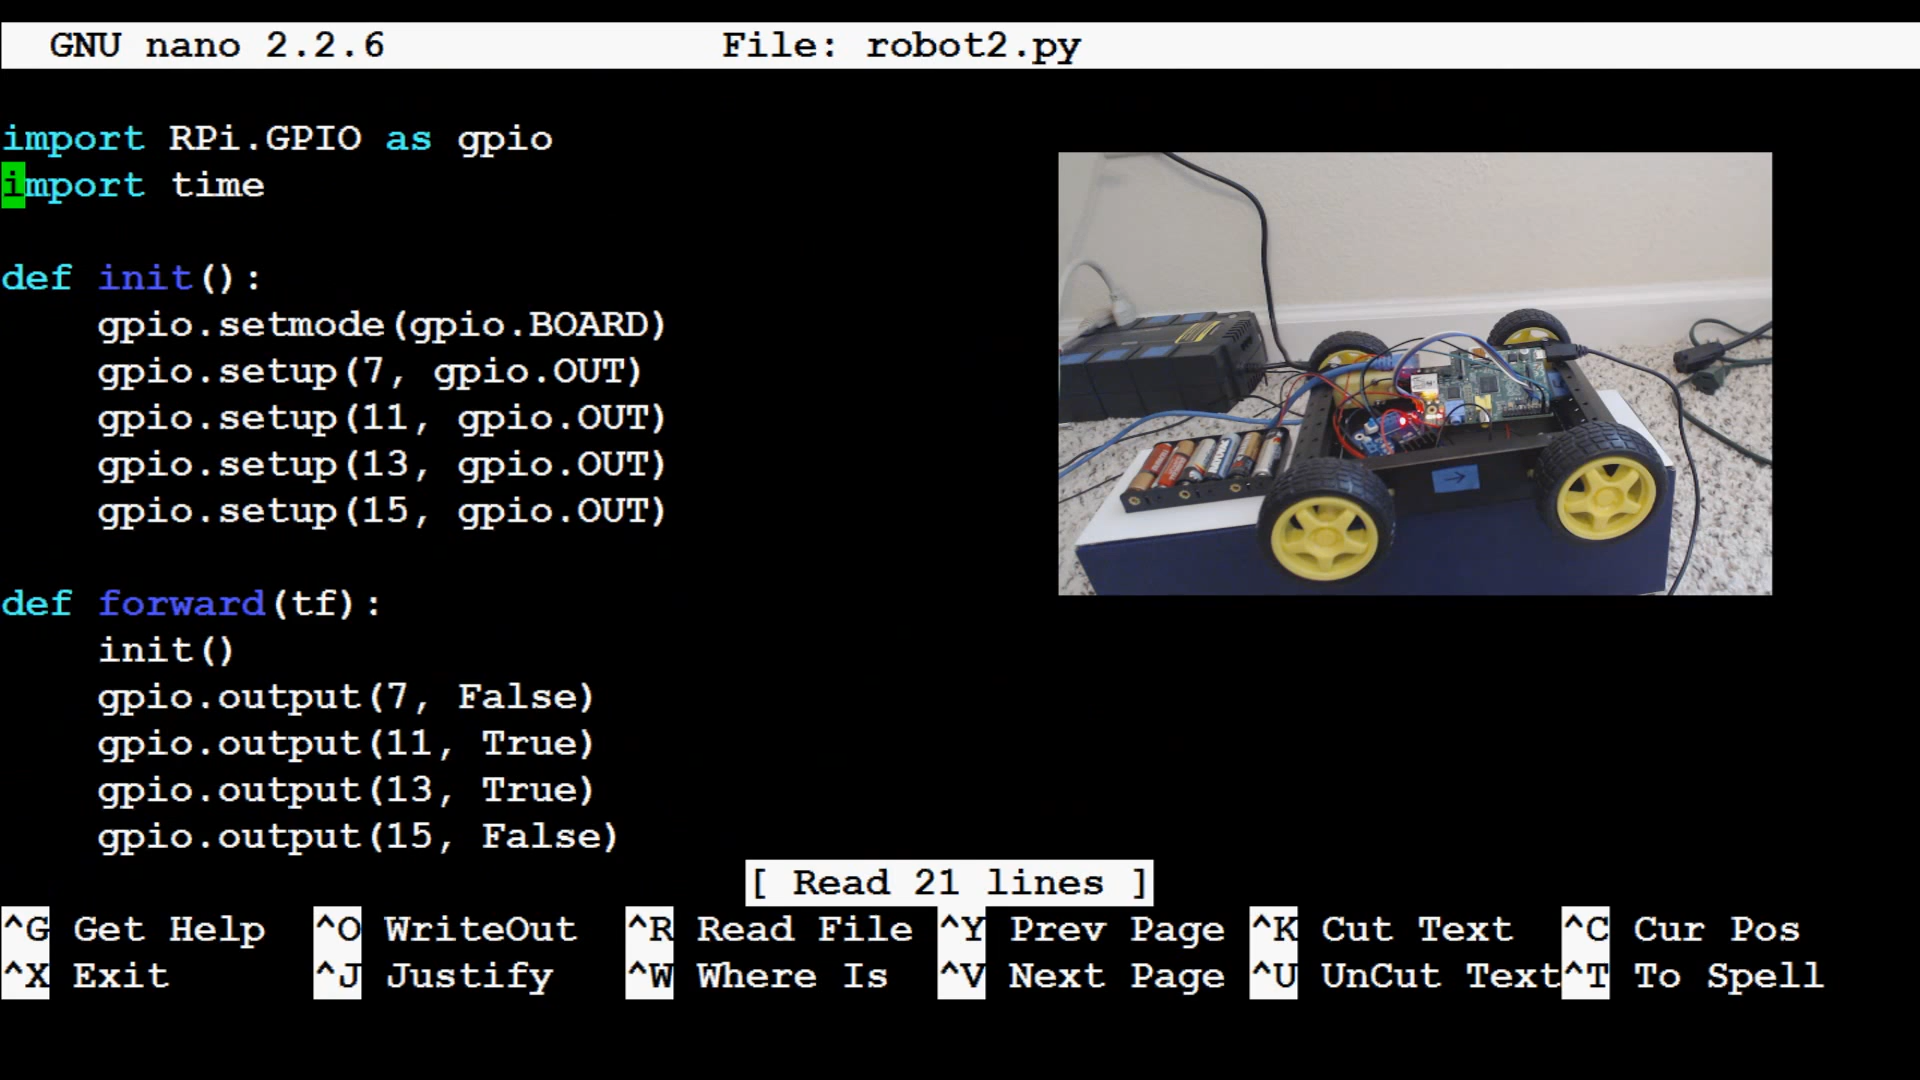 GNU nano 2.2.6 File: robot2.py
import RPi.GPIO as gpio
import time
def init():
gpio.setmode(gpio.BOARD)
gpio.setup(7, gpio.OUT)
gpio.setup(11, gpio.OUT)
gpio.setup(13, gpio.OUT)
gpio.setup(15, gpio.OUT)
def forward(tf):
init()
gpio.output(7, False)
gpio.output(11, True)
gpio.output(13, True)
gpio.output(15, False)
[ Read 21 lines ]
^G Get Help ^O WriteOut ^R Read File ^Y Prev Page ^K Cut Text ^C Cur Pos
^X Exit ^J Justify ^W Where Is ^V Next Page ^U UnCut Text ^T To Spell